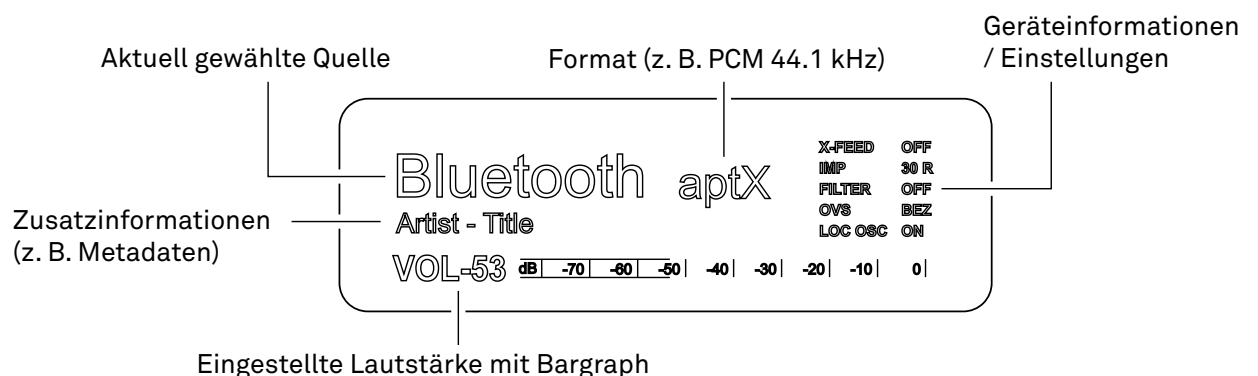 Geräteinformationen
/ Einstellungen
Aktuell gewählte Quelle
Format (z. B. PCM 44.1 kHz)
Bluetooth aptX
X-FEED OFF
IMP 30 R
FILTER OFF
OVS BEZ
LOC OSC ON
Artist - Title
Zusatzinformationen
(z. B. Metadaten)
VOL-53 dB -70 -60 -50 -40 -30 -20 -10 0
Eingestellte Lautstärke mit Bargraph